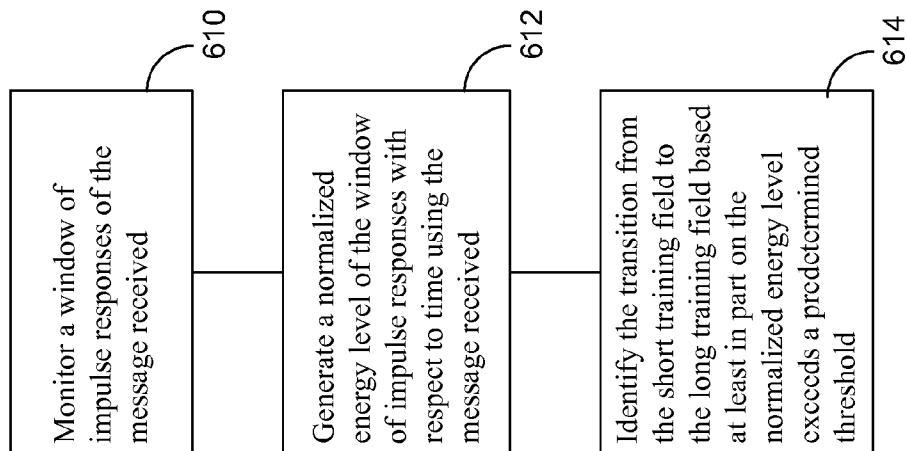 Monitor a window of
impulse responses of the
message received
610
Generate a normalized
energy level of the window
of impulse responses with
respect to time using the
message received
612
Identify the transition from
the short training field to
the long training field based
at least in part on the
normalized energy level
exceeds a predetermined
threshold
614